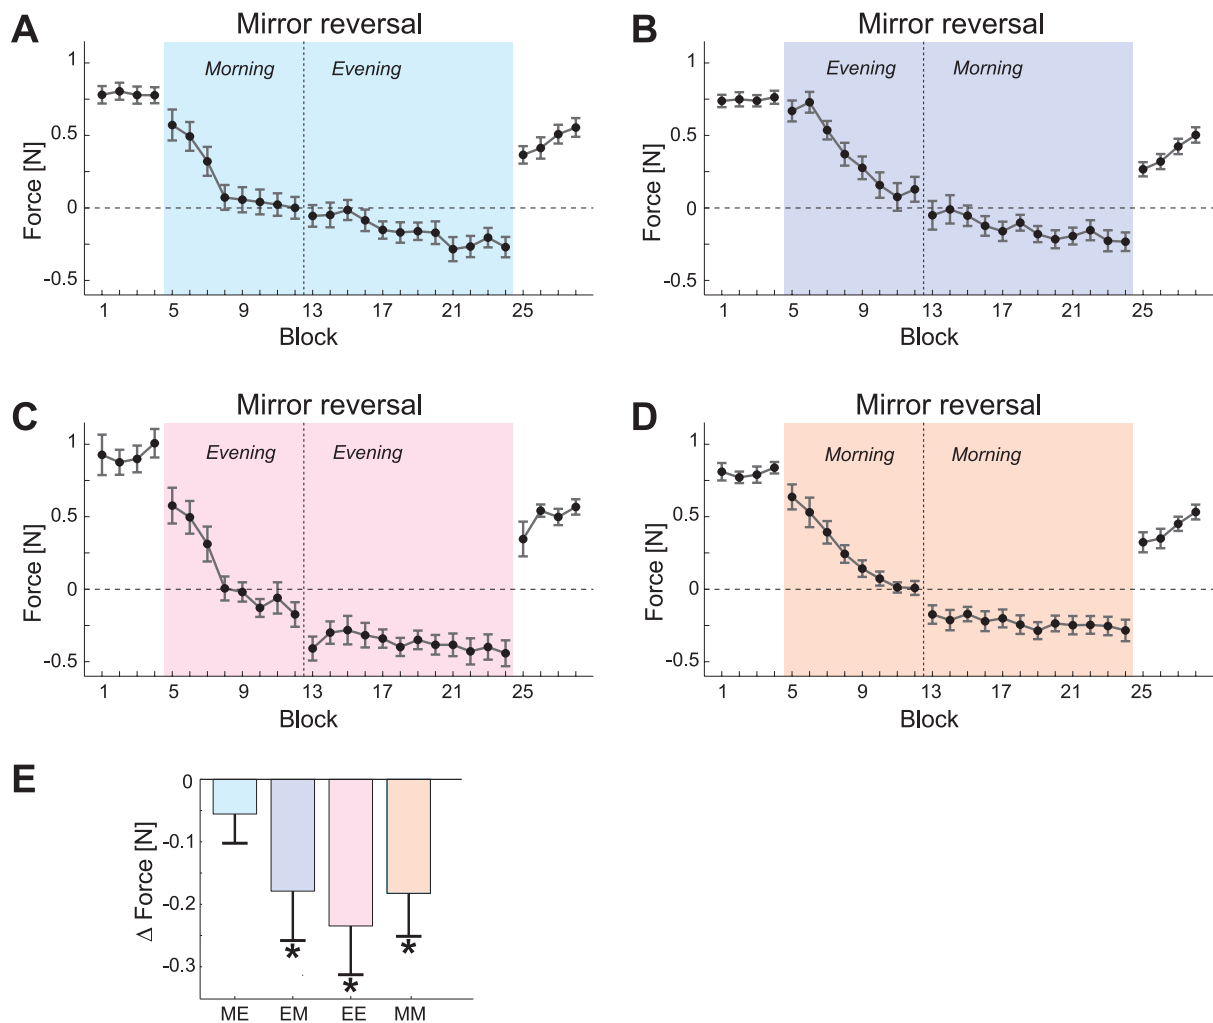 A
Mirror reversal
Morning
Evening
1
0.5
0
-0.5
Force [N]
1 5 9 13 17 21 25
Block
B
Mirror reversal
Evening
Morning
1
0.5
0
-0.5
Force [N]
1 5 9 13 17 21 25
Block
C
Mirror reversal
Evening
Evening
1
0.5
0
-0.5
Force [N]
1 5 9 13 17 21 25
Block
D
Mirror reversal
Morning
Morning
1
0.5
0
-0.5
Force [N]
1 5 9 13 17 21 25
Block
E
0
-0.1
-0.2
-0.3
Δ Force [N]
* * *
ME EM EE MM